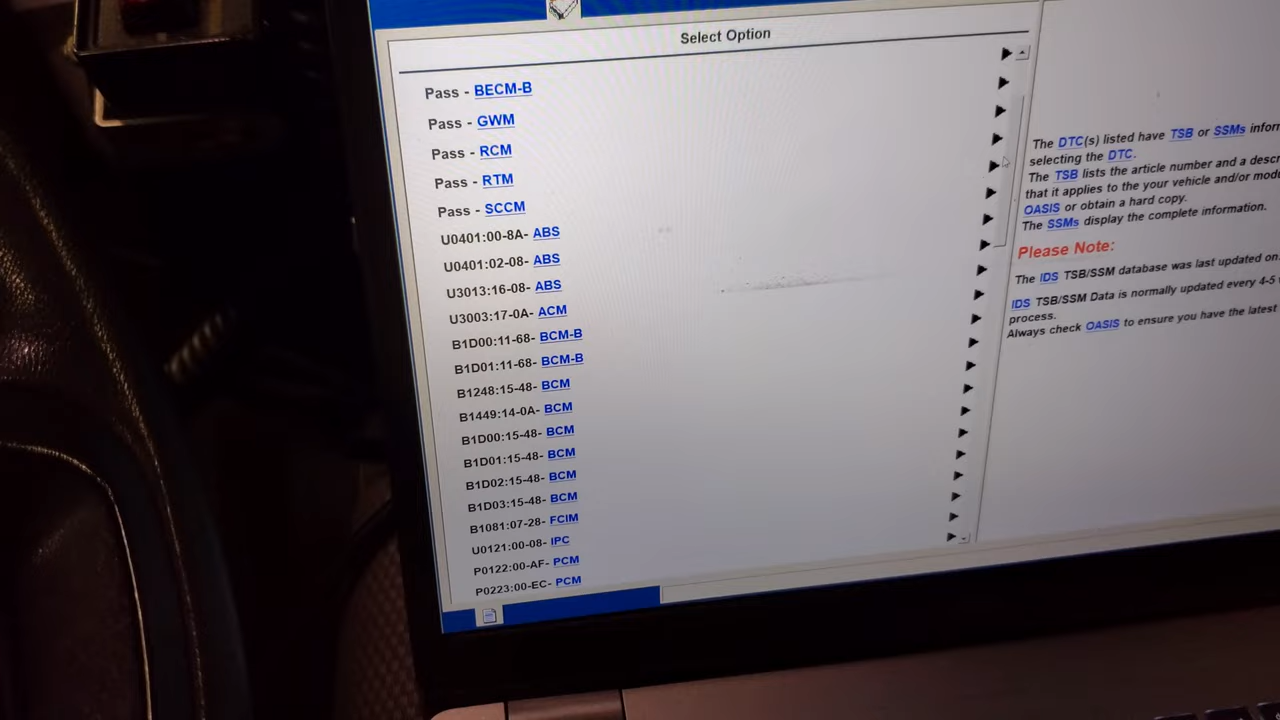 Select Option
Pass - BECM-B
Pass - GWM
Pass - RCM
Pass - RTM
Pass - SCCM
U0401:00-8A- ABS
U0401:02-08- ABS
U3013:16-08- ABS
U3003:17-0A- ACM
B1D00:11-68- BCM-B
B1D01:11-68- BCM-B
B1248:15-48- BCM
B1449:14-0A- BCM
B1D00:15-48- BCM
B1D01:15-48- BCM
B1D02:15-48- BCM
B1D03:15-48- BCM
B1081:07-28- FCIM
U0121:00-08- IPC
P0122:00-AF- PCM
P0223:00-EC- PCM
The DTC(s) listed have TSB or SSMs
selecting the DTC.
The TSB lists the article number and a
that it applies to the your vehicle and/or
OASIS or obtain a hard copy.
The SSMs display the complete information.
Please Note:
The IDS TSB/SSM database was last updated on
IDS TSB/SSM Data is normally updated every 4-5
process.
Always check OASIS to ensure you have the latest